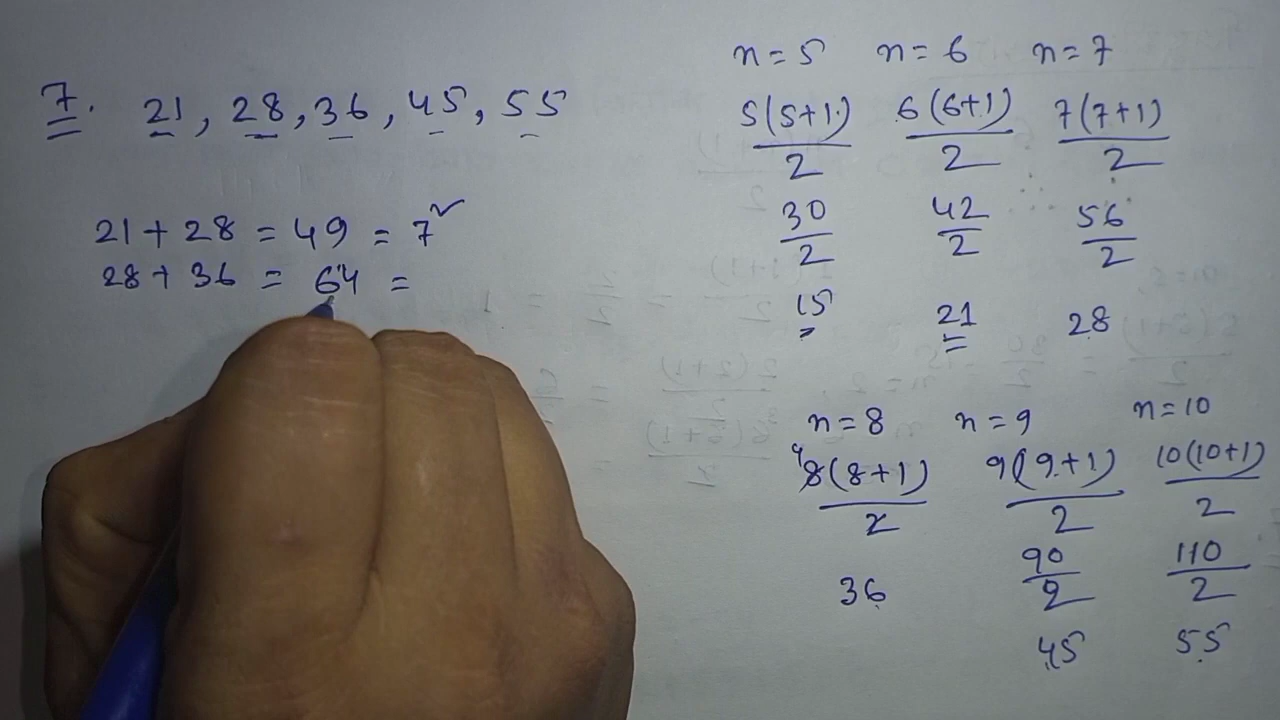 7. 21, 28, 36, 45, 55
21 + 28 = 49 = 7²
28 + 36 = 64 =
n = 5 n = 6 n = 7
5(5+1)/2 6(6+1)/2 7(7+1)/2
30/2 42/2 56/2
15 21 28
n = 8 n = 9 n = 10
4 8(8+1)/2 9(9+1)/2 10(10+1)/2
90/2 110/2
36 45 55